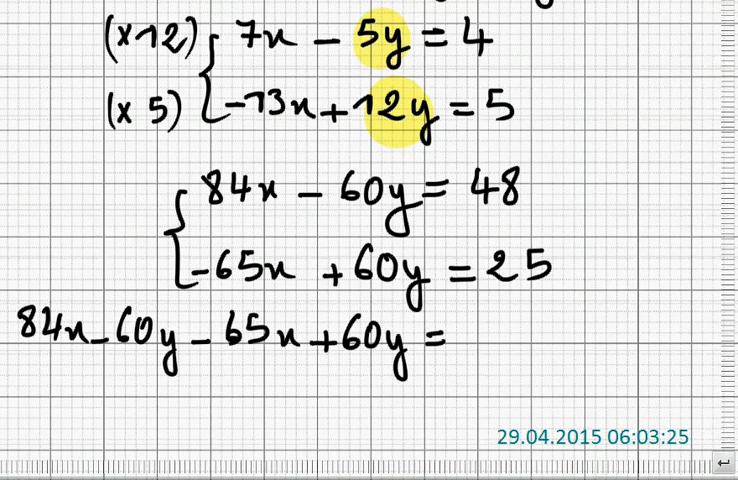 (×12) { 7x − 5y = 4
(× 5) { −13x + 12y = 5
{ 84x − 60y = 48
{ −65x + 60y = 25
84x − 60y − 65x + 60y =
29.04.2015 06:03:25